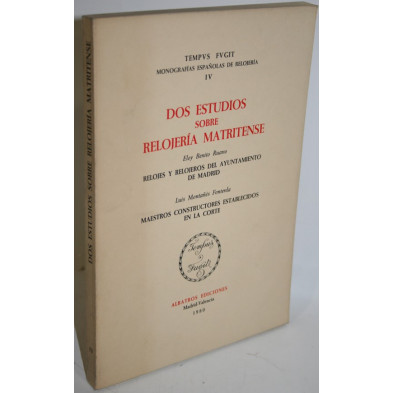 TEMPVS FVGIT
MONOGRAFIAS ESPAÑOLAS DE RELOJERÍA
IV
DOS ESTUDIOS
SOBRE
RELOJERÍA MATRITENSE
Eloy Benito Ruano
RELOJES Y RELOJEROS DEL AYUNTAMIENTO
DE MADRID
Luis Montañés Fontenla
MAESTROS CONSTRUCTORES ESTABLECIDOS
EN LA CORTE
Tempus
Fugit
ALBATROS EDICIONES
Madrid-Valencia
DOS ESTUDIOS SOBRE RELOJERÍA MATRITENSE